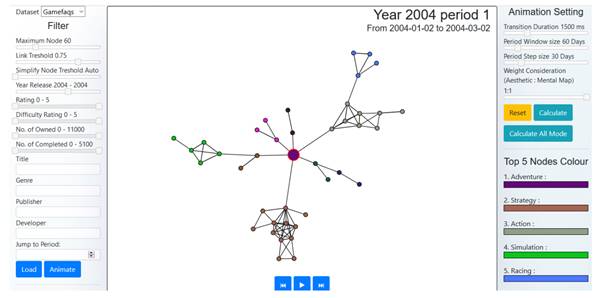 Dataset Gamefaqs
Filter
Maximum Node 60
Link Treshold 0.75
Simplify Node Treshold Auto
Year Release 2004 - 2004
Rating 0 - 5
Difficulty Rating 0 - 5
No. of Owned 0 - 11000
No. of Completed 0 - 5100
Title
Genre
Publisher
Developer
Jump to Period:
Load Animate
Year 2004 period 1
From 2004-01-02 to 2004-03-02
Animation Setting
Transition Duration 1500 ms
Period Window size 60 Days
Period Step size 30 Days
Weight Consideration
(Aesthetic : Mental Map)
1:1
Reset Calculate
Calculate All Mode
Top 5 Nodes Colour
1. Adventure :
2. Strategy :
3. Action :
4. Simulation :
5. Racing :